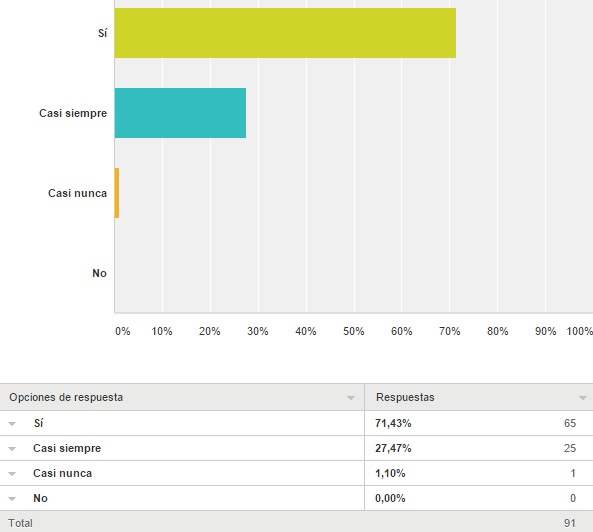 Sí
Casi siempre
Casi nunca
No
0% 10% 20% 30% 40% 50% 60% 70% 80% 90% 100%
Opciones de respuesta Respuestas
Sí 71,43% 65
Casi siempre 27,47% 25
Casi nunca 1,10% 1
No 0,00% 0
Total 91